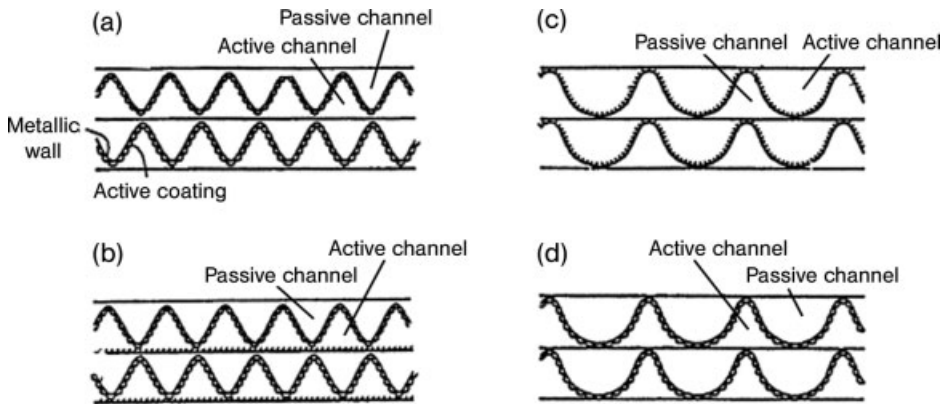 (a)
Passive channel
Active channel
Metallic
wall
Active coating
(b)
Active channel
Passive channel
(c)
Passive channel
Active channel
(d)
Active channel
Passive channel